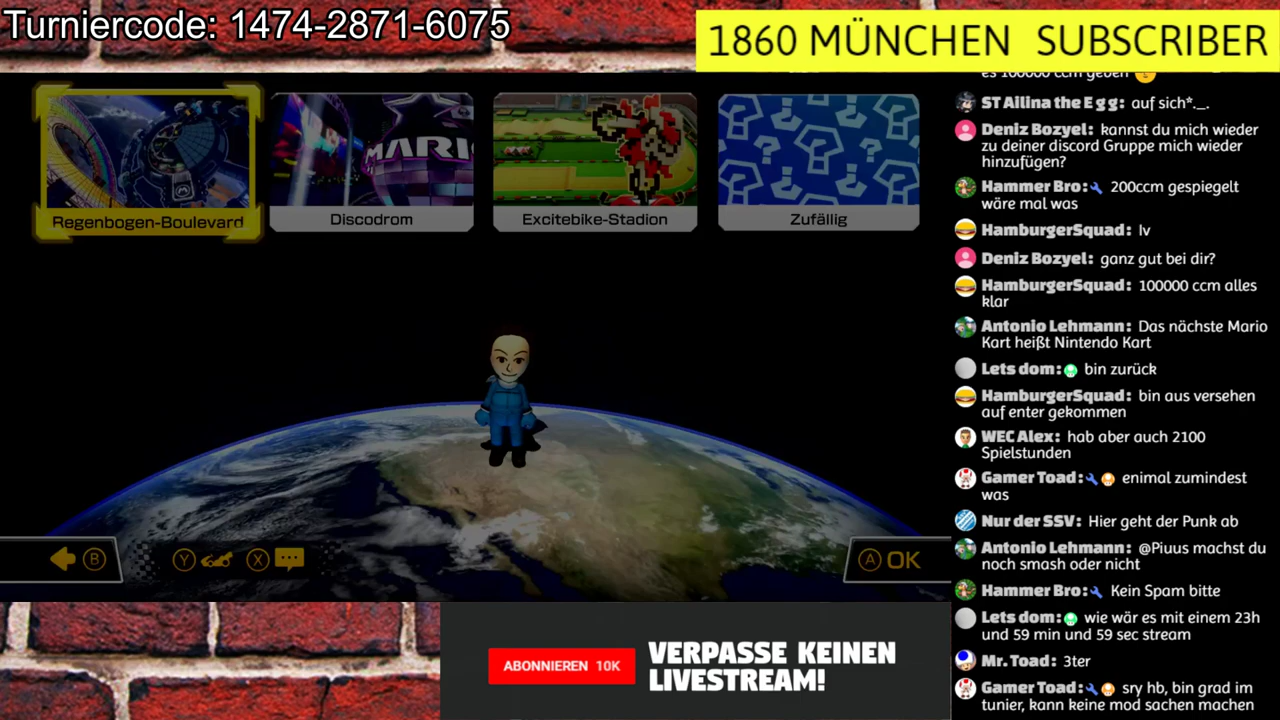 Turniercode: 1474-2871-6075
1860 MÜNCHEN SUBSCRIBER
MARI
Regenbogen-Boulevard
Discodrom
Excitebike-Stadion
Zufällig
B
Y
X
A OK
ABONNIEREN 10K
VERPASSE KEINEN
LIVESTREAM!
es 100000 ccm geben
ST Ailina the E g g: auf sich*._.
Deniz Bozyel: kannst du mich wieder
zu deiner discord Gruppe mich wieder
hinzufügen?
Hammer Bro: 200ccm gespiegelt
wäre mal was
HamburgerSquad: lv
Deniz Bozyel: ganz gut bei dir?
HamburgerSquad: 100000 ccm alles
klar
Antonio Lehmann: Das nächste Mario
Kart heißt Nintendo Kart
Lets dom: bin zurück
HamburgerSquad: bin aus versehen
auf enter gekommen
WEC Alex: hab aber auch 2100
Spielstunden
Gamer Toad: enimal zumindest
was
Nur der SSV: Hier geht der Punk ab
Antonio Lehmann: @Piuus machst du
noch smash oder nicht
Hammer Bro: Kein Spam bitte
Lets dom: wie wär es mit einem 23h
und 59 min und 59 sec stream
Mr. Toad: 3ter
Gamer Toad: sry hb, bin grad im
tunier, kann keine mod sachen machen